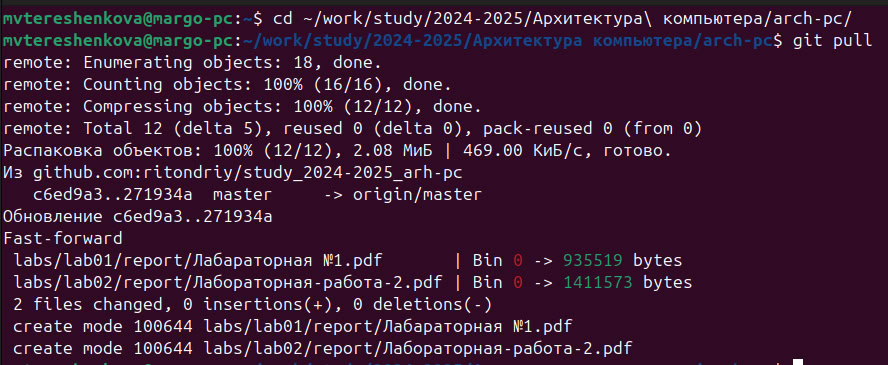 mvtereshenkova@margo-pc:~$ cd ~/work/study/2024-2025/Архитектура\ компьютера/arch-pc/
mvtereshenkova@margo-pc:~/work/study/2024-2025/Архитектура компьютера/arch-pc$ git pull
remote: Enumerating objects: 18, done.
remote: Counting objects: 100% (16/16), done.
remote: Compressing objects: 100% (12/12), done.
remote: Total 12 (delta 5), reused 0 (delta 0), pack-reused 0 (from 0)
Распаковка объектов: 100% (12/12), 2.08 МиБ | 469.00 КиБ/с, готово.
Из github.com:ritondriy/study_2024-2025_arh-pc
   c6ed9a3..271934a  master     -> origin/master
Обновление c6ed9a3..271934a
Fast-forward
 labs/lab01/report/Лабараторная №1.pdf       | Bin 0 -> 935519 bytes
 labs/lab02/report/Лабараторная-работа-2.pdf | Bin 0 -> 1411573 bytes
 2 files changed, 0 insertions(+), 0 deletions(-)
 create mode 100644 labs/lab01/report/Лабараторная №1.pdf
 create mode 100644 labs/lab02/report/Лабараторная-работа-2.pdf